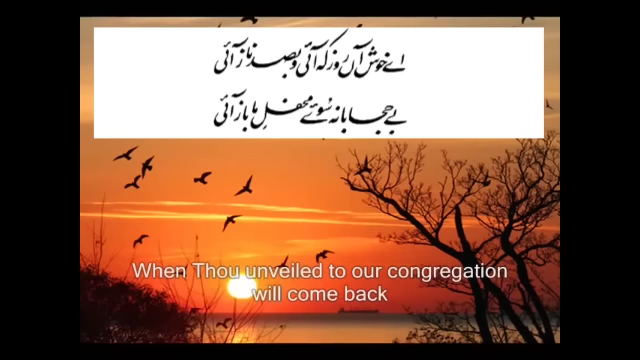 اے خوش آں روز کہ آئی و بصد ناز آئی
بے حجابانہ سُوئے محفلِ ما باز آئی
When Thou unveiled to our congregation
will come back